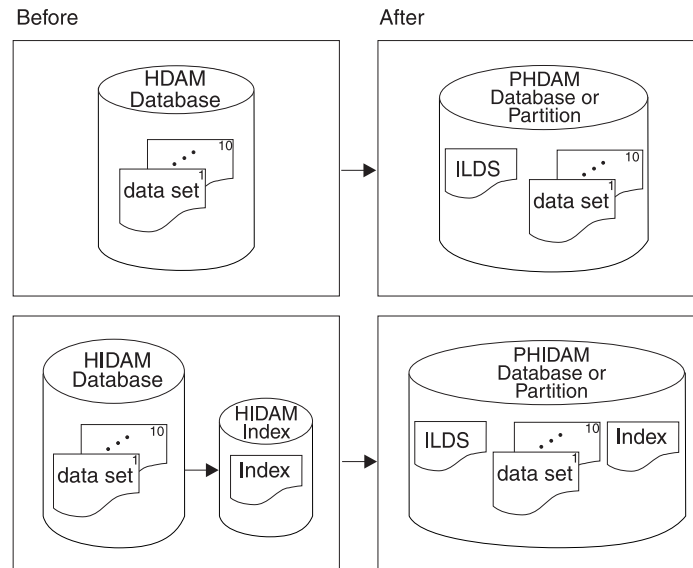 Before
After
HDAM
Database
10
1
data set
PHDAM
Database or
Partition
ILDS
10
1
data set
HIDAM
Database
10
1
data set
HIDAM
Index
Index
PHIDAM
Database or
Partition
ILDS
10
1
data set
Index